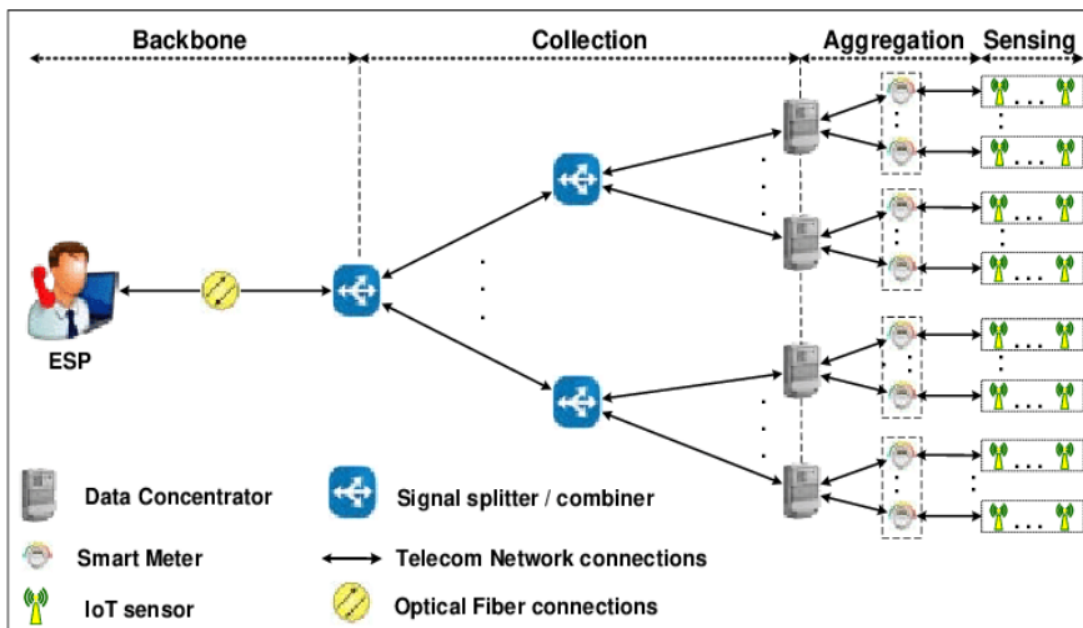 Backbone
Collection
Aggregation
Sensing
ESP
Data Concentrator
Signal splitter / combiner
Smart Meter
Telecom Network connections
IoT sensor
Optical Fiber connections